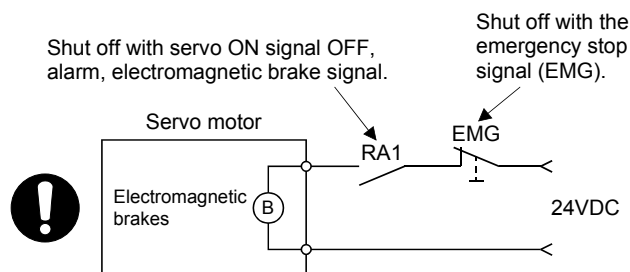 Shut off with servo ON signal OFF,
alarm, electromagnetic brake signal.
Shut off with the
emergency stop
signal (EMG).
Servo motor
RA1
EMG
Electromagnetic
brakes
B
24VDC